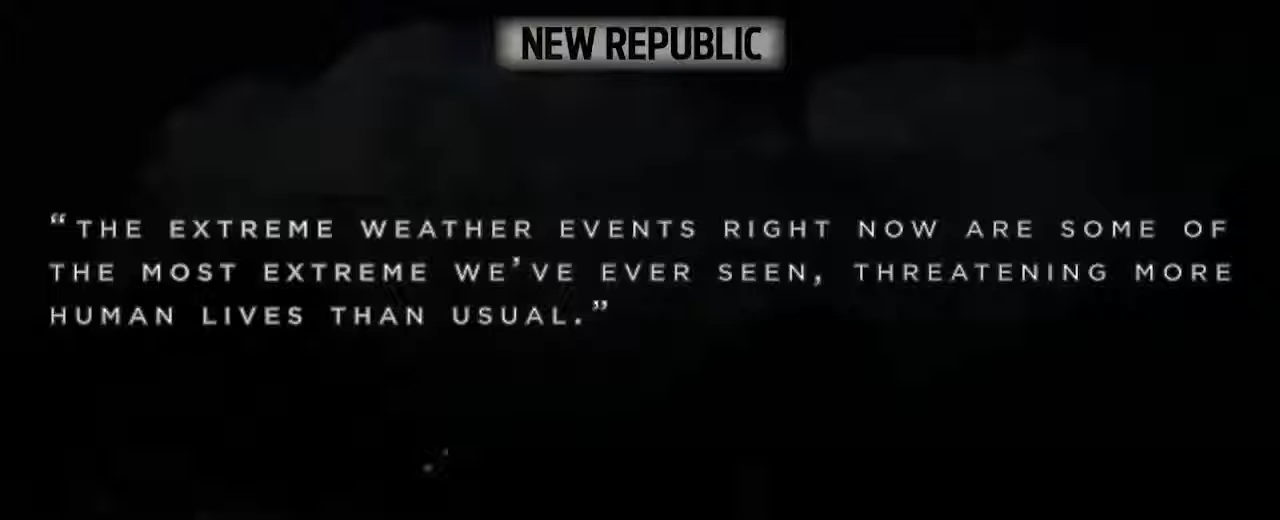 NEW REPUBLIC
“THE EXTREME WEATHER EVENTS RIGHT NOW ARE SOME OF
THE MOST EXTREME WE’VE EVER SEEN, THREATENING MORE
HUMAN LIVES THAN USUAL.”